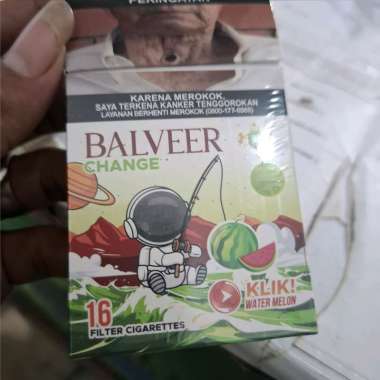 PERINGATAN
KARENA MEROKOK,
SAYA TERKENA KANKER TENGGOROKAN
LAYANAN BERHENTI MEROKOK (0800-177-6565)
BALVEER
CHANGE
KLIK!
WATER MELON
16
FILTER CIGARETTES